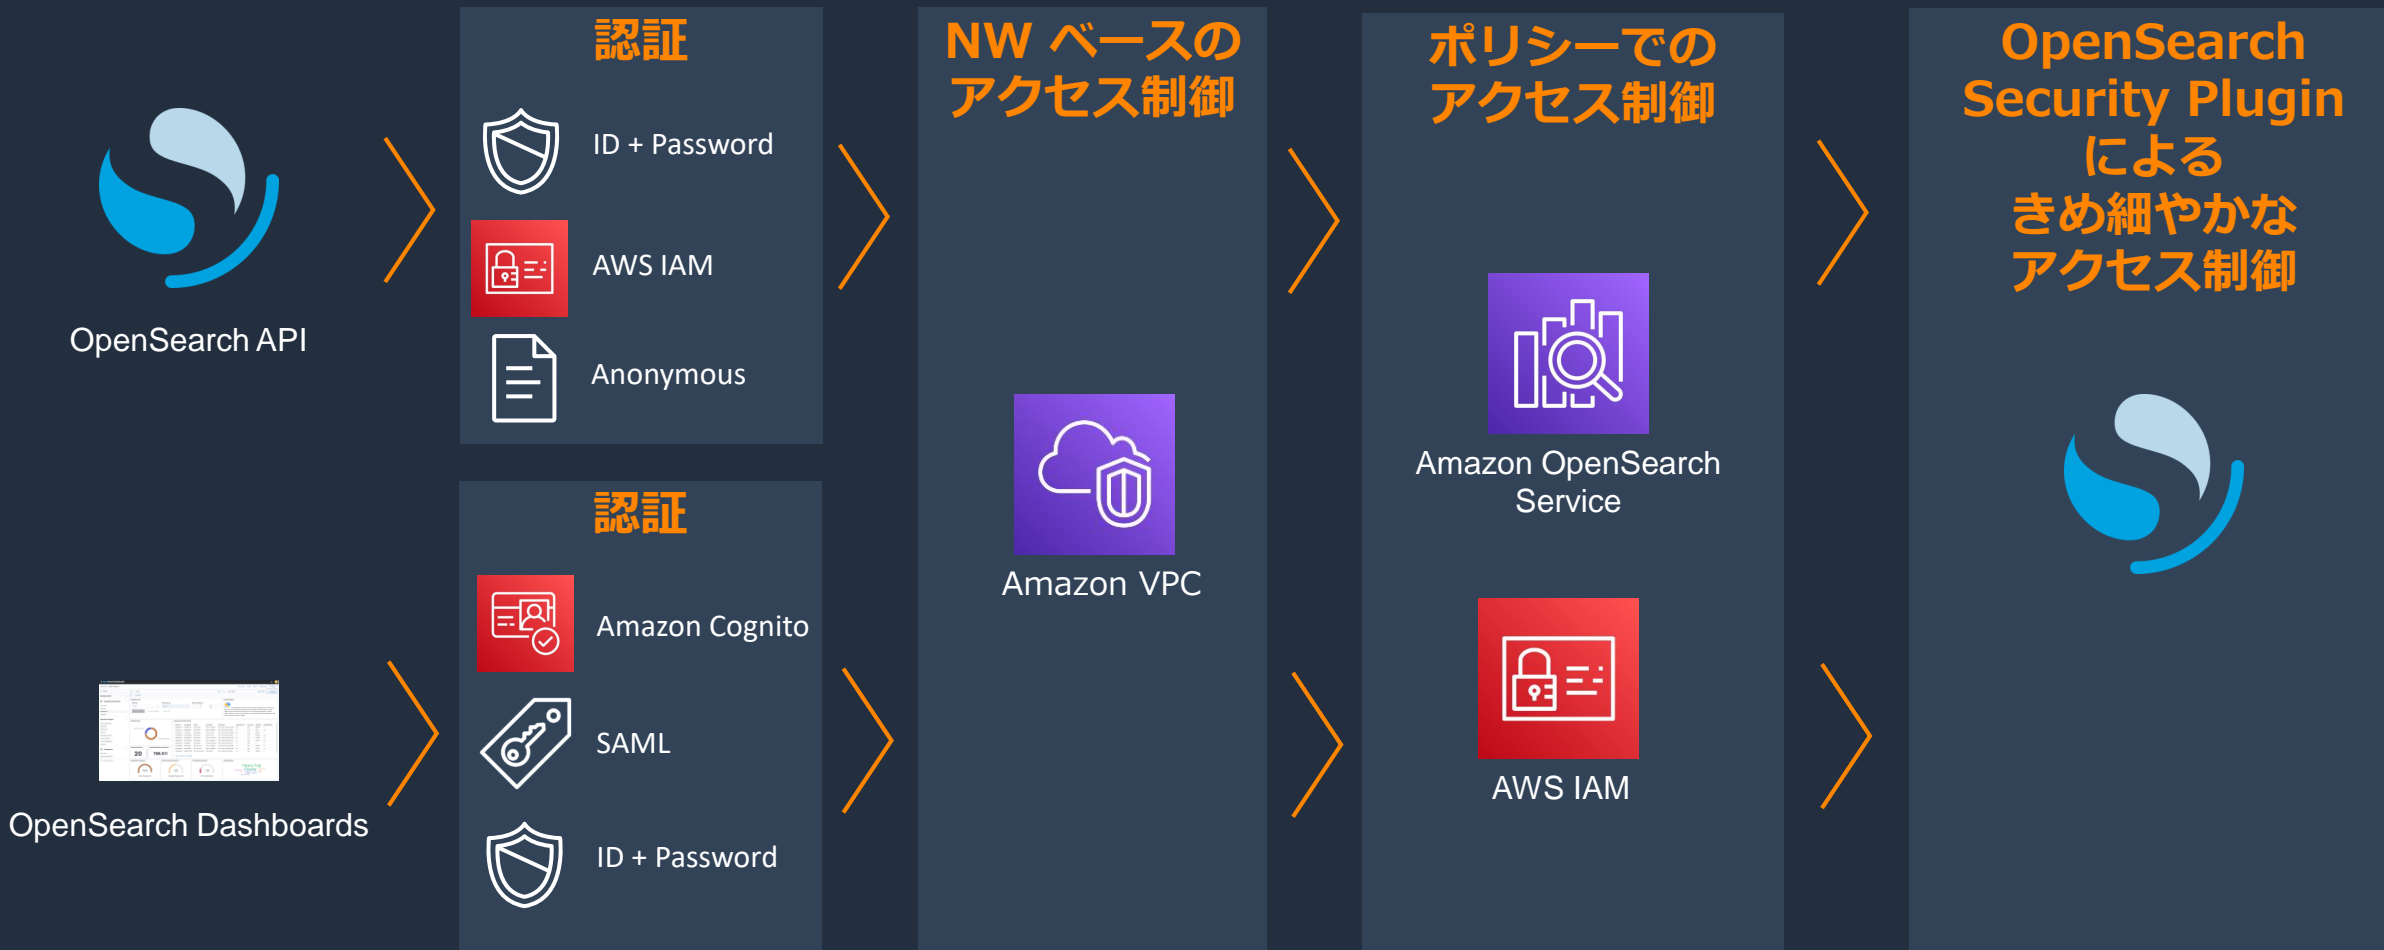 OpenSearch API
OpenSearch Dashboards
認証
ID + Password
AWS IAM
Anonymous
認証
Amazon Cognito
SAML
ID + Password
NW ベースの
アクセス制御
Amazon VPC
ポリシーでの
アクセス制御
Amazon OpenSearch
Service
AWS IAM
OpenSearch
Security Plugin
による
きめ細やかな
アクセス制御